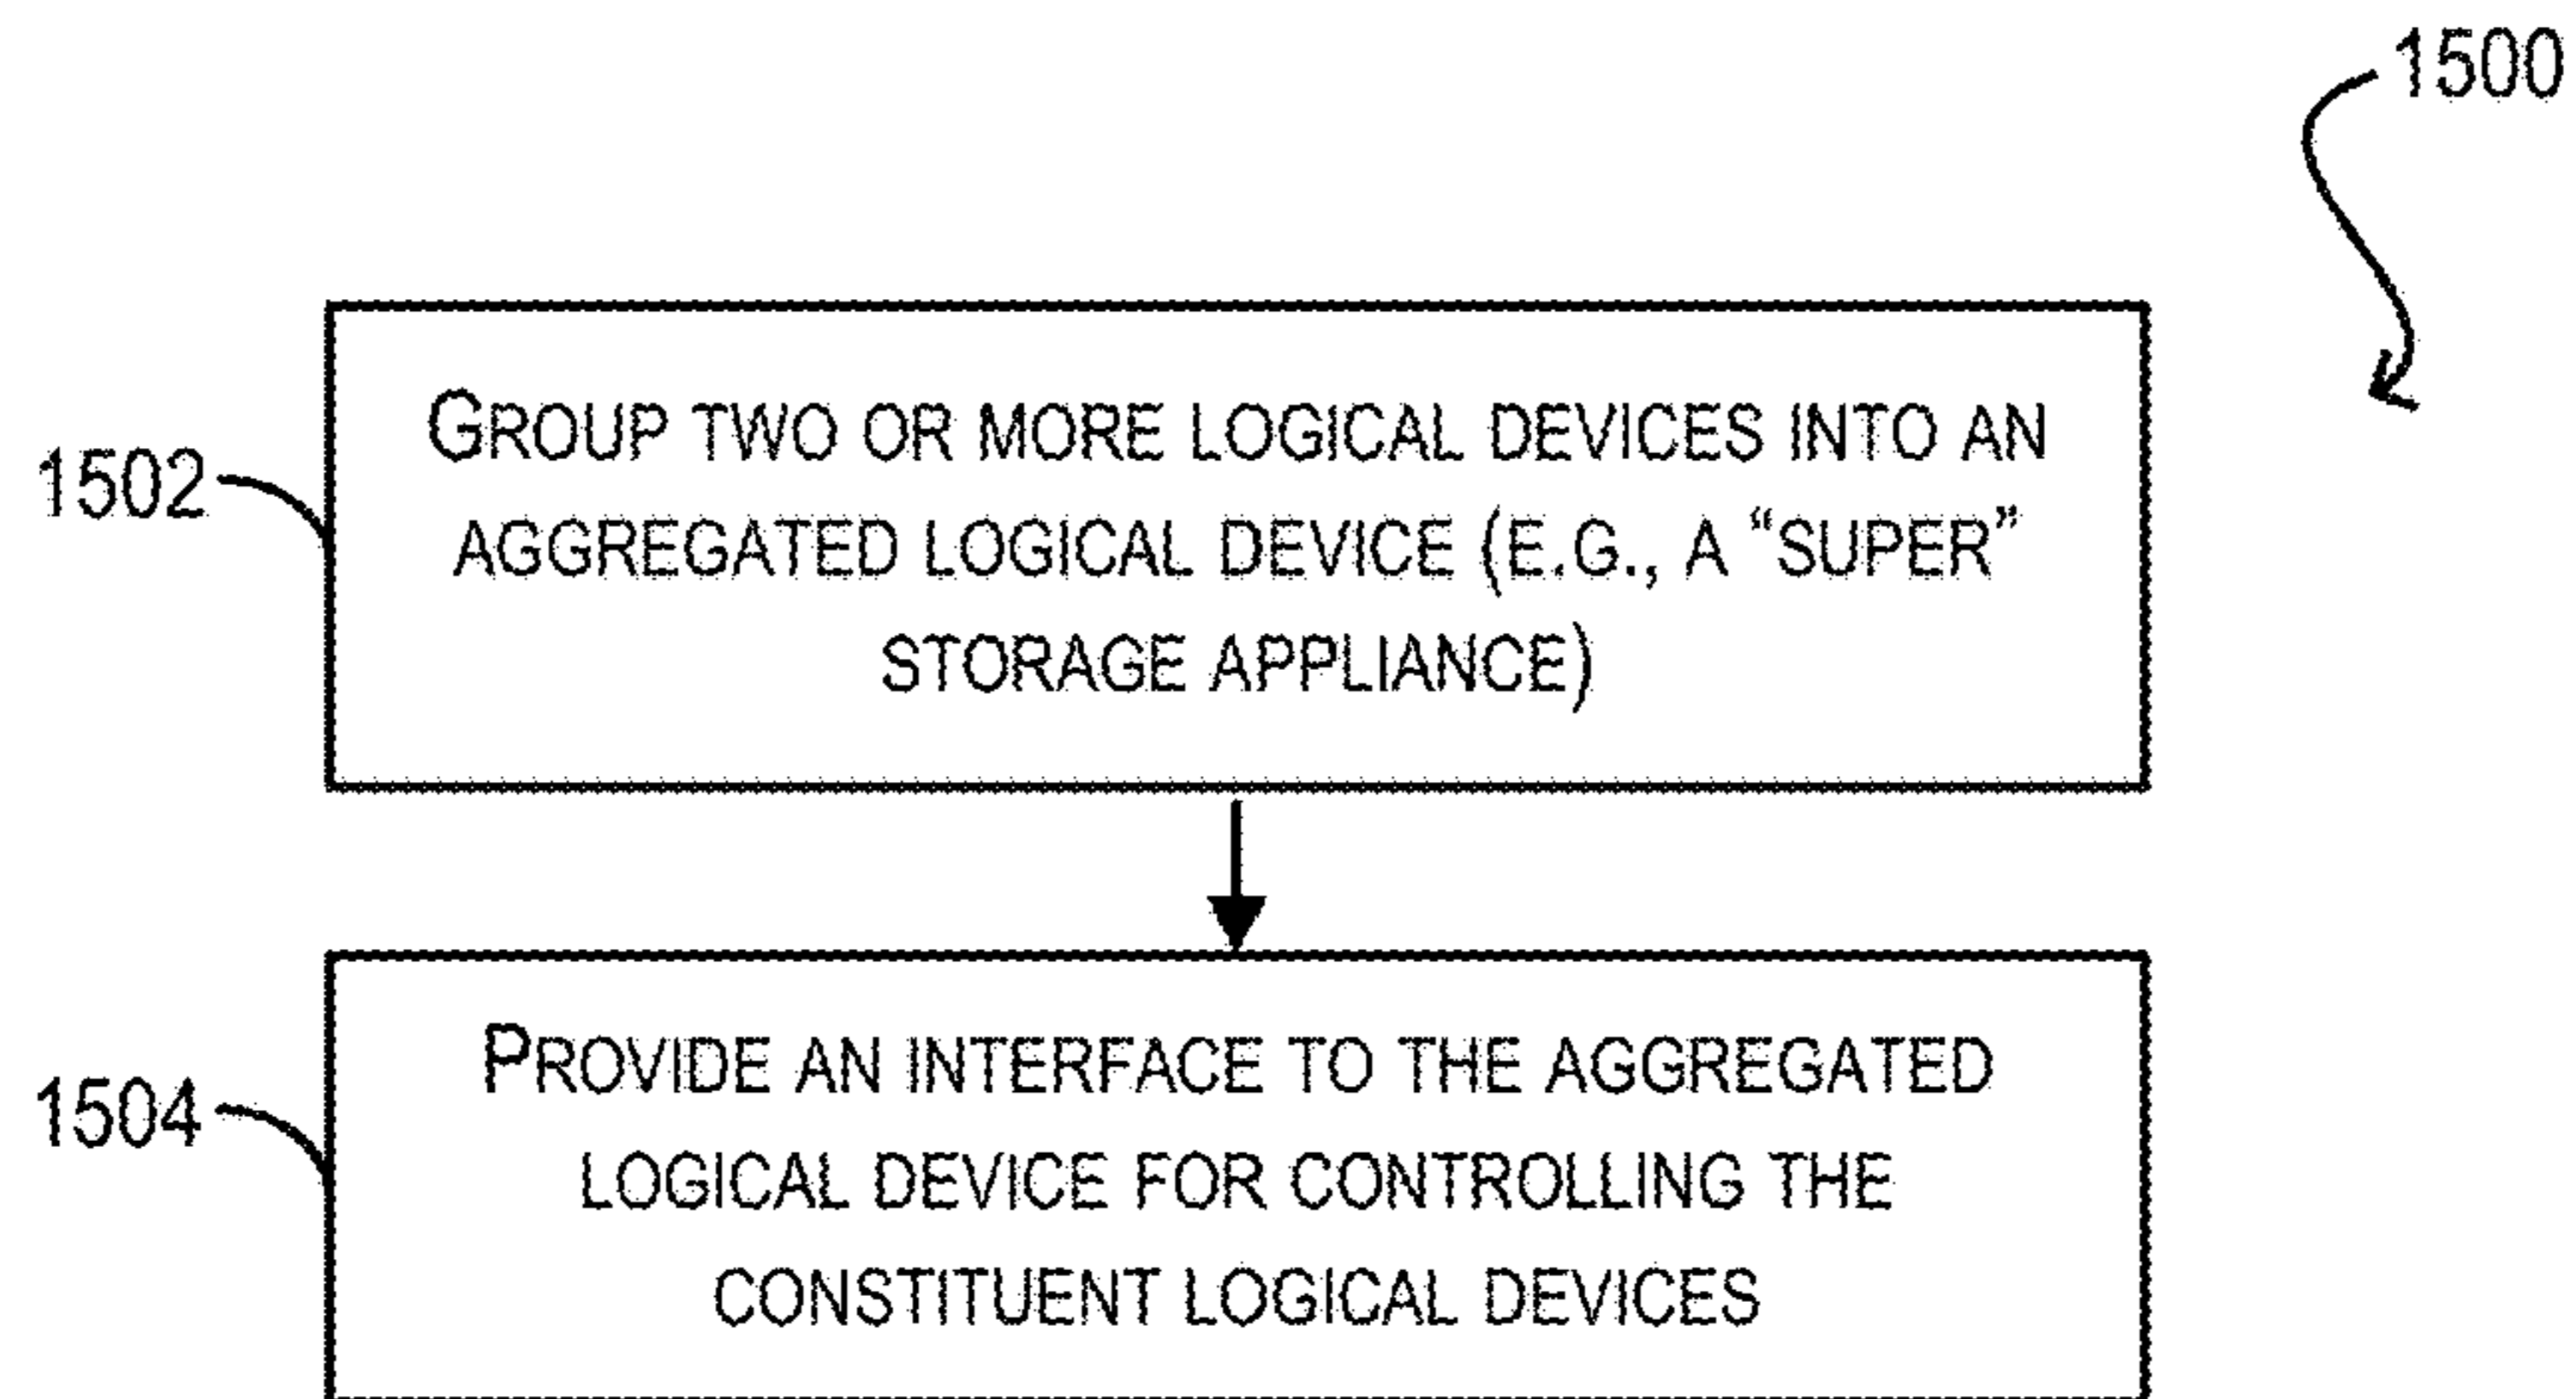 1500
1502
GROUP TWO OR MORE LOGICAL DEVICES INTO AN
AGGREGATED LOGICAL DEVICE (E.G., A “SUPER”
STORAGE APPLIANCE)
1504
PROVIDE AN INTERFACE TO THE AGGREGATED
LOGICAL DEVICE FOR CONTROLLING THE
CONSTITUENT LOGICAL DEVICES